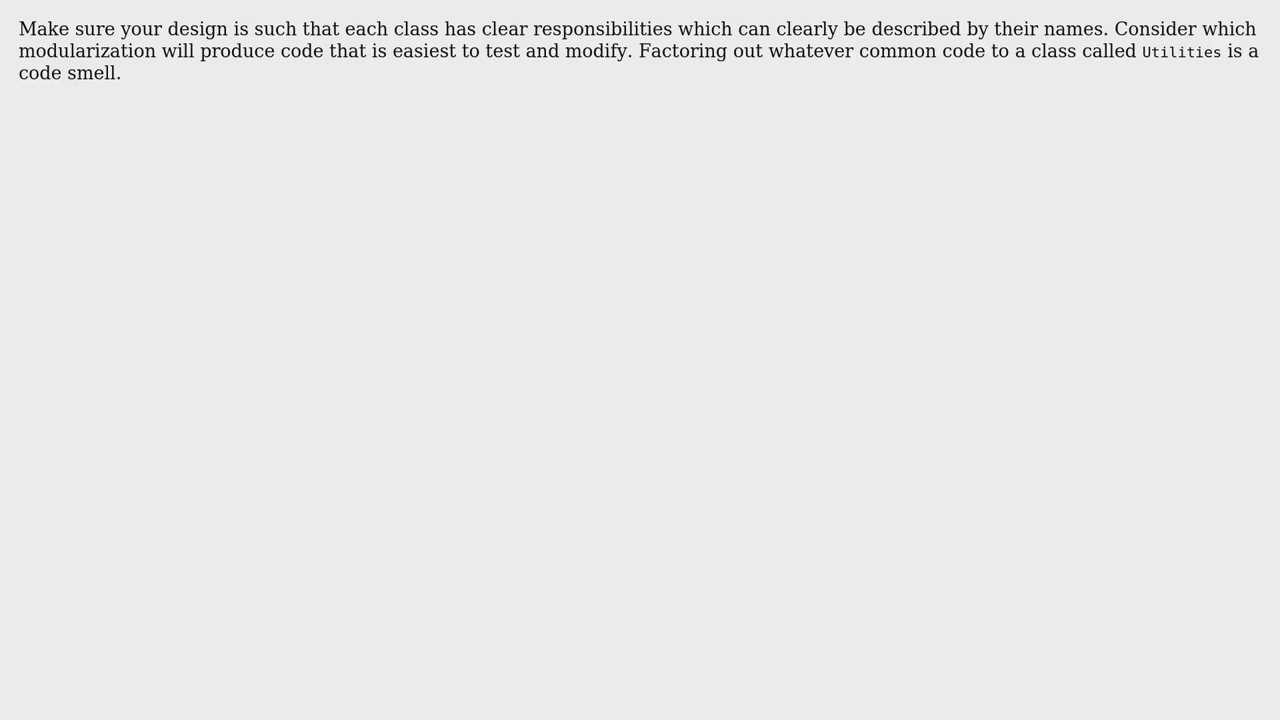 Make sure your design is such that each class has clear responsibilities which can clearly be described by their names. Consider which
modularization will produce code that is easiest to test and modify. Factoring out whatever common code to a class called Utilities is a
code smell.